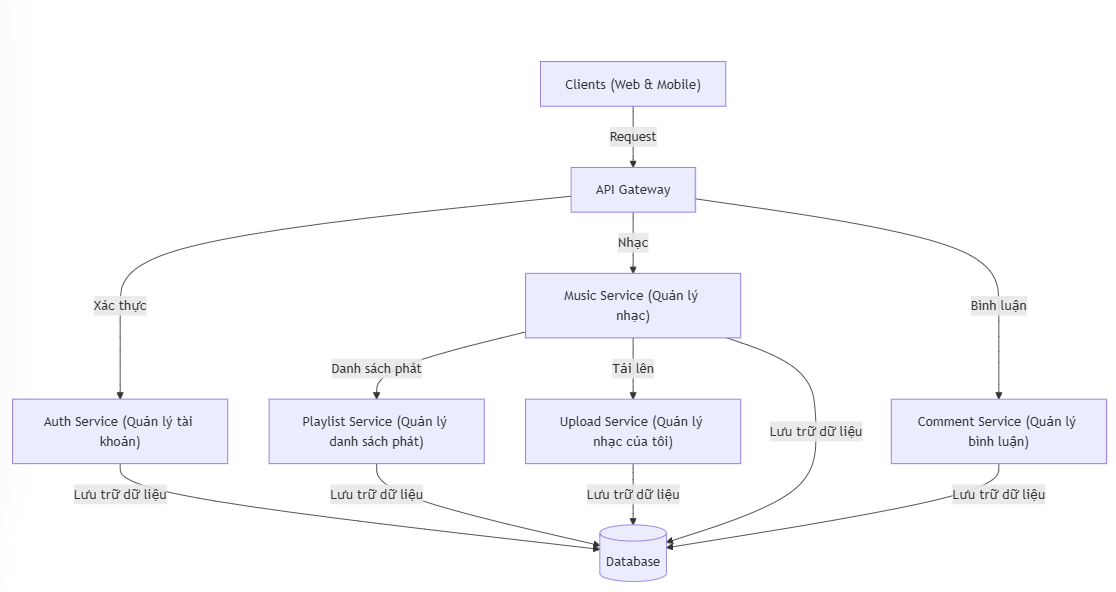 Clients (Web & Mobile)
Request
API Gateway
Nhạc
Xác thực
Music Service (Quản lý
nhạc)
Bình luận
Danh sách phát
Tải lên
Auth Service (Quản lý tài
khoản)
Playlist Service (Quản lý
danh sách phát)
Upload Service (Quản lý
nhạc của tôi)
Lưu trữ dữ liệu
Comment Service (Quản lý
bình luận)
Lưu trữ dữ liệu
Lưu trữ dữ liệu
Lưu trữ dữ liệu
Lưu trữ dữ liệu
Database